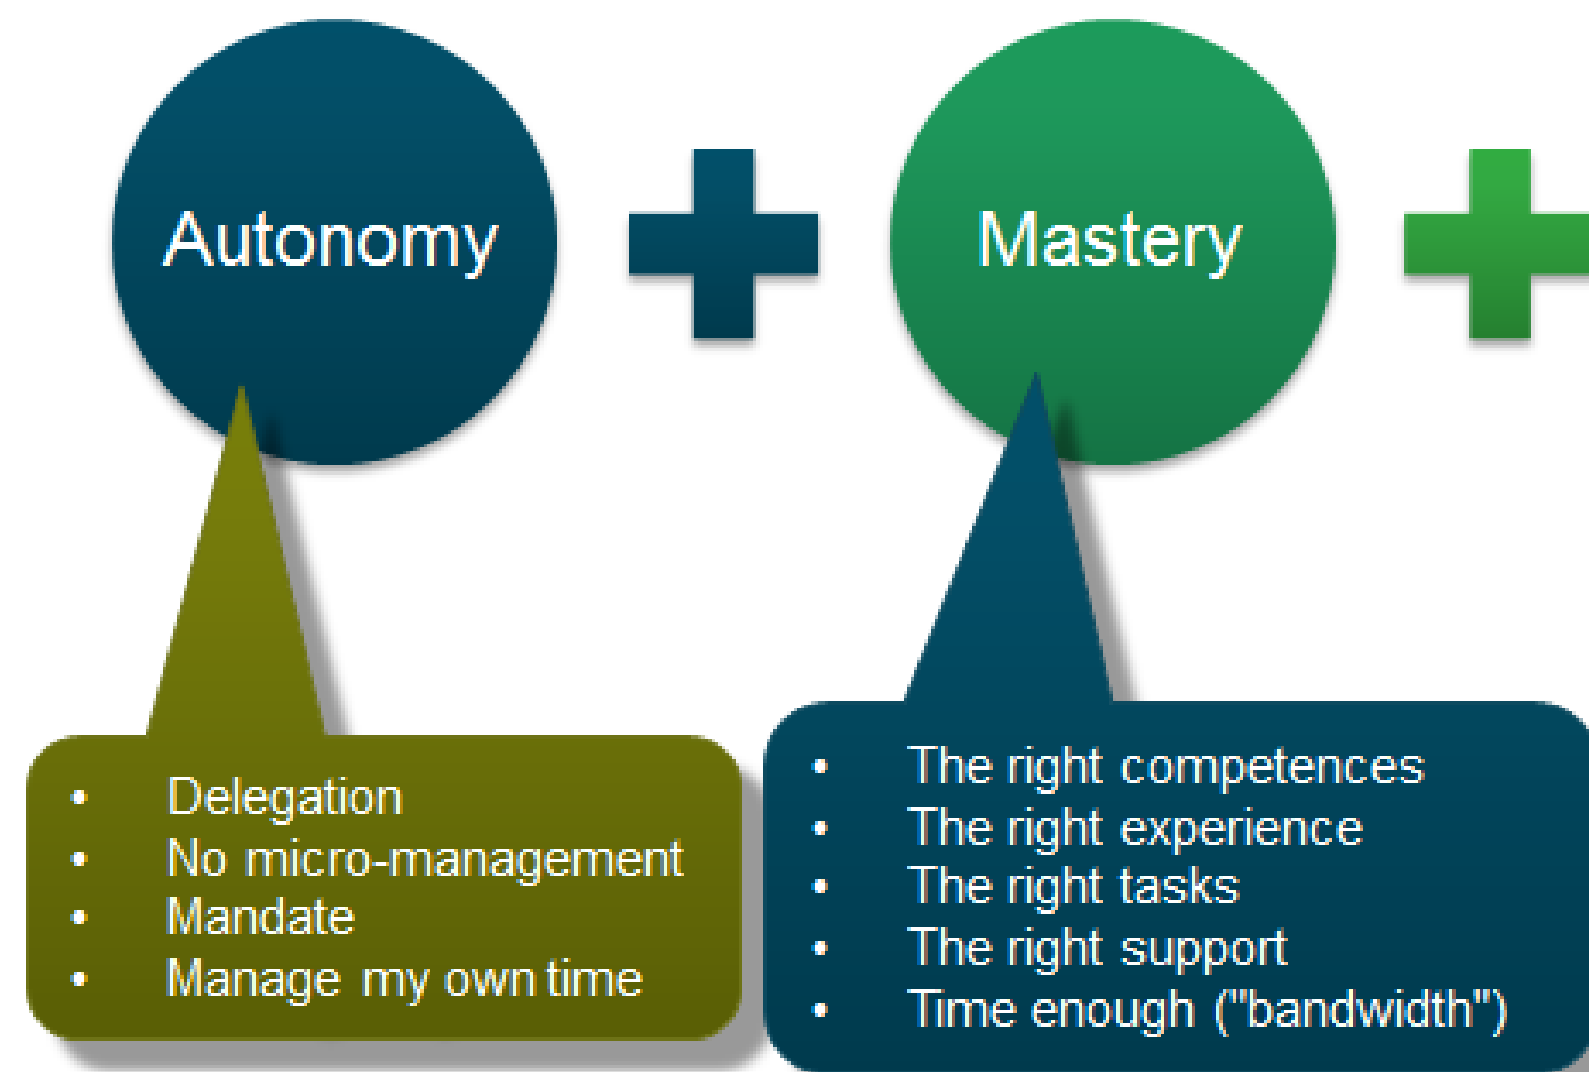 Autonomy
Mastery
• Delegation
• No micro-management
• Mandate
• Manage my own time
• The right competences
• The right experience
• The right tasks
• The right support
• Time enough ("bandwidth")